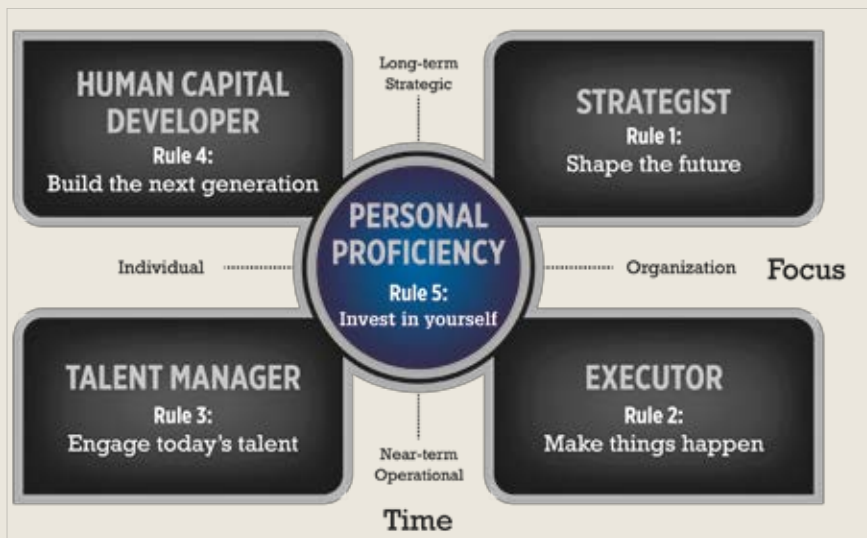 HUMAN CAPITAL
DEVELOPER
Rule 4:
Build the next generation
Long-term
Strategic
STRATEGIST
Rule 1:
Shape the future
Individual
PERSONAL
PROFICIENCY
Rule 5:
Invest in yourself
Organization
Focus
TALENT MANAGER
Rule 3:
Engage today's talent
Near-term
Operational
EXECUTOR
Rule 2:
Make things happen
Time